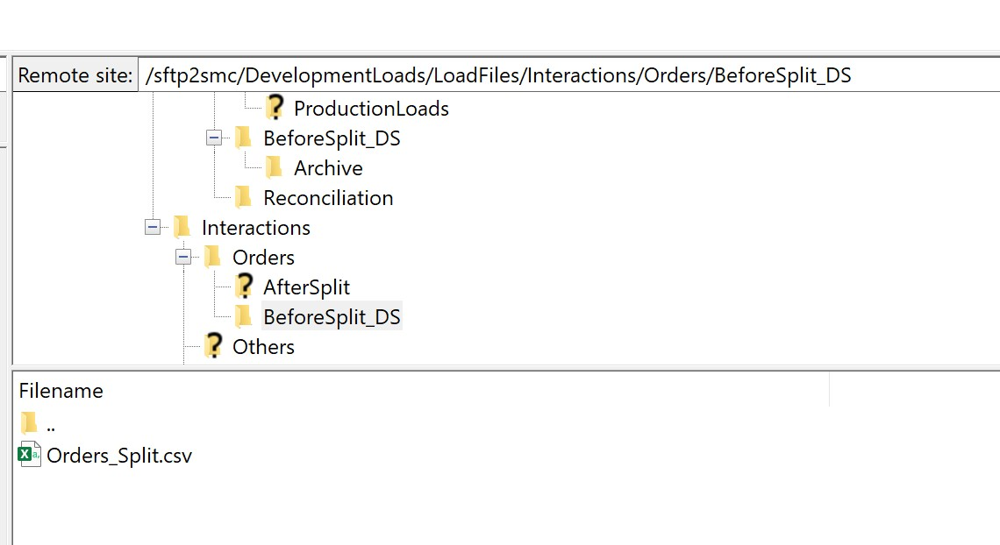 Remote site: /sftp2smc/DevelopmentLoads/LoadFiles/Interactions/Orders/BeforeSplit_DS
ProductionLoads
BeforeSplit_DS
Archive
Reconciliation
Interactions
Orders
AfterSplit
BeforeSplit_DS
Others
Filename
..
Orders_Split.csv